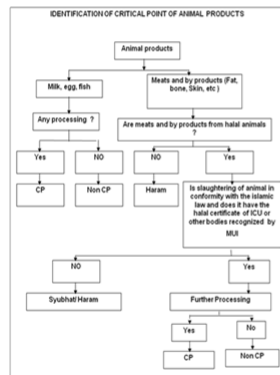 IDENTIFICATION OF CRITICAL POINT OF ANIMAL PRODUCTS
Animal products
Milk, egg, fish
Meats and by products (Fat,
bone, Skin, etc )
Any processing ?
Are meats and by products from halal animals
?
Yes
NO
NO
Yes
CP
Non CP
Haram
Is slaughtering of animal in
conformity with the islamic
law and does it have the
halal certificate of ICU or
other bodies recognized by
MUI
NO
Yes
Syubhat/ Haram
Further Processing
Yes
No
CP
Non CP